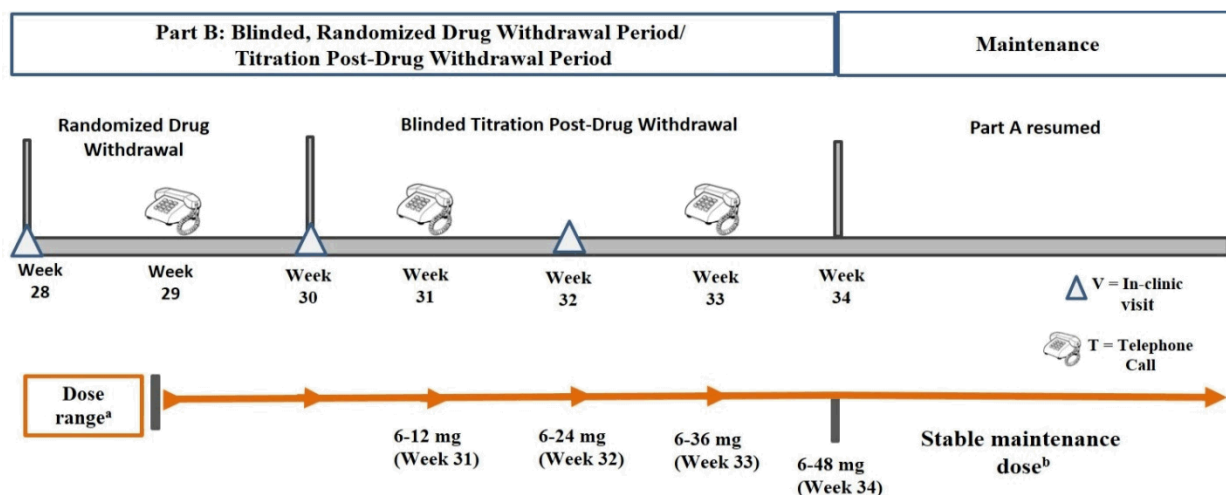 Part B: Blinded, Randomized Drug Withdrawal Period/
Titration Post-Drug Withdrawal Period
Maintenance
Randomized Drug
Withdrawal
Blinded Titration Post-Drug Withdrawal
Part A resumed
Week
28
Week
29
Week
30
Week
31
Week
32
Week
33
Week
34
V = In-clinic
visit
T = Telephone
Call
Dose
rangeᵃ
6-12 mg
(Week 31)
6-24 mg
(Week 32)
6-36 mg
(Week 33)
6-48 mg
(Week 34)
Stable maintenance
doseᵇ